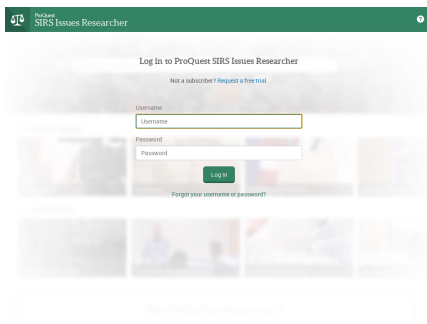 ProQuest
SIRS Issues Researcher
?
Log in to ProQuest SIRS Issues Researcher
Not a subscriber? Request a free trial.
Username
Username
Password
Password
Log In
Forgot your username or password?